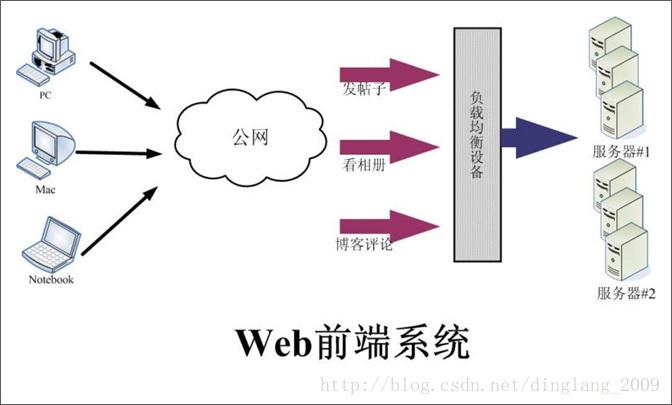 PC
Mac
Notebook
公网
发帖子
看相册
博客评论
负载均衡设备
服务器#1
服务器#2
Web前端系统
http://blog.csdn.net/dinglang_2009